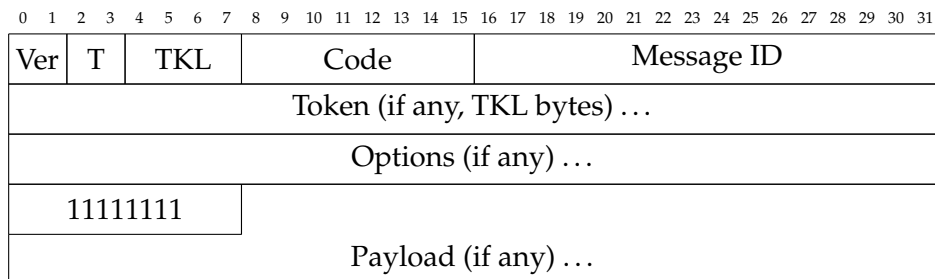 0 1 2 3 4 5 6 7 8 9 10 11 12 13 14 15 16 17 18 19 20 21 22 23 24 25 26 27 28 29 30 31
Ver T TKL Code Message ID
Token (if any, TKL bytes) ...
Options (if any) ...
11111111
Payload (if any) ...